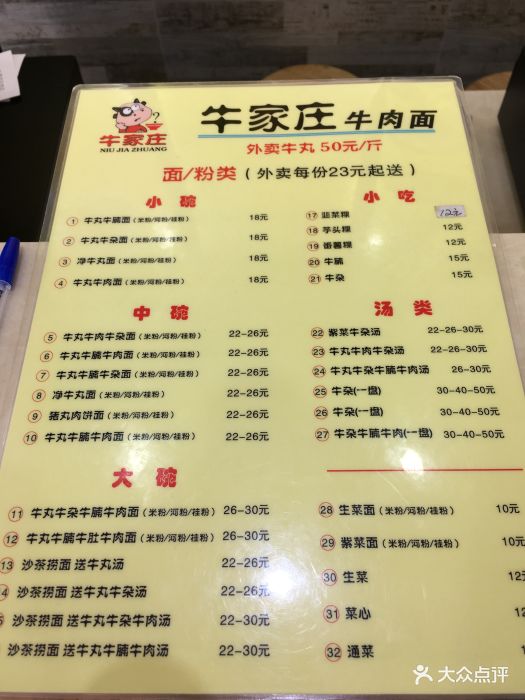 牛家庄
NIU JIA ZHUANG
牛家庄 牛肉面
外卖牛丸 50元/斤
面/粉类(外卖每份23元起送)
小碗
① 牛丸牛腩面(米粉/河粉/桂粉) 18元
② 牛丸牛杂面(米粉/河粉/桂粉) 18元
③ 净牛丸面(米粉/河粉/桂粉) 18元
④ 牛丸牛肉面(米粉/河粉/桂粉) 18元
小吃
⑰ 韭菜粿 12元
⑱ 芋头粿 12元
⑲ 番薯粿 12元
⑳ 牛腩 15元
㉑ 牛杂 15元
中碗
⑤ 牛丸牛肉牛杂面(米粉/河粉/桂粉) 22-26元
⑥ 牛丸牛腩牛肉面(米粉/河粉/桂粉) 22-26元
⑦ 牛丸牛腩牛杂面(米粉/河粉/桂粉) 22-26元
⑧ 净牛丸面(米粉/河粉/桂粉) 22-26元
⑨ 猪丸肉饼面(米粉/河粉/桂粉) 22-26元
⑩ 牛丸牛腩牛肉面(米粉/河粉/桂粉) 22-26元
汤类
㉒ 紫菜牛杂汤 22-26-30元
㉓ 牛丸牛肉牛杂汤 22-26-30元
㉔ 牛丸牛杂牛腩牛肉汤 26-30元
㉕ 牛杂(一盘) 30-40-50元
㉖ 牛杂(一盘) 30-40-50元
㉗ 牛杂牛腩牛肉(一盘) 30-40-50元
大碗
⑪ 牛丸牛杂牛腩牛肉面(米粉/河粉/桂粉) 26-30元
⑫ 牛丸牛腩牛肚牛肉面(米粉/河粉/桂粉) 26-30元
13 沙茶捞面 送牛丸汤 22-26元
4 沙茶捞面 送牛丸牛杂汤 22-26元
沙茶捞面 送牛丸牛杂牛肉汤 22-30元
沙茶捞面 送牛丸牛腩牛肉汤 22-30元
㉘ 生菜面(米粉/河粉/桂粉) 10元
㉙ 紫菜面(米粉/河粉/桂粉) 10元
㉚ 生菜 12
㉛ 菜心 12
㉜ 通菜 1
大众点评